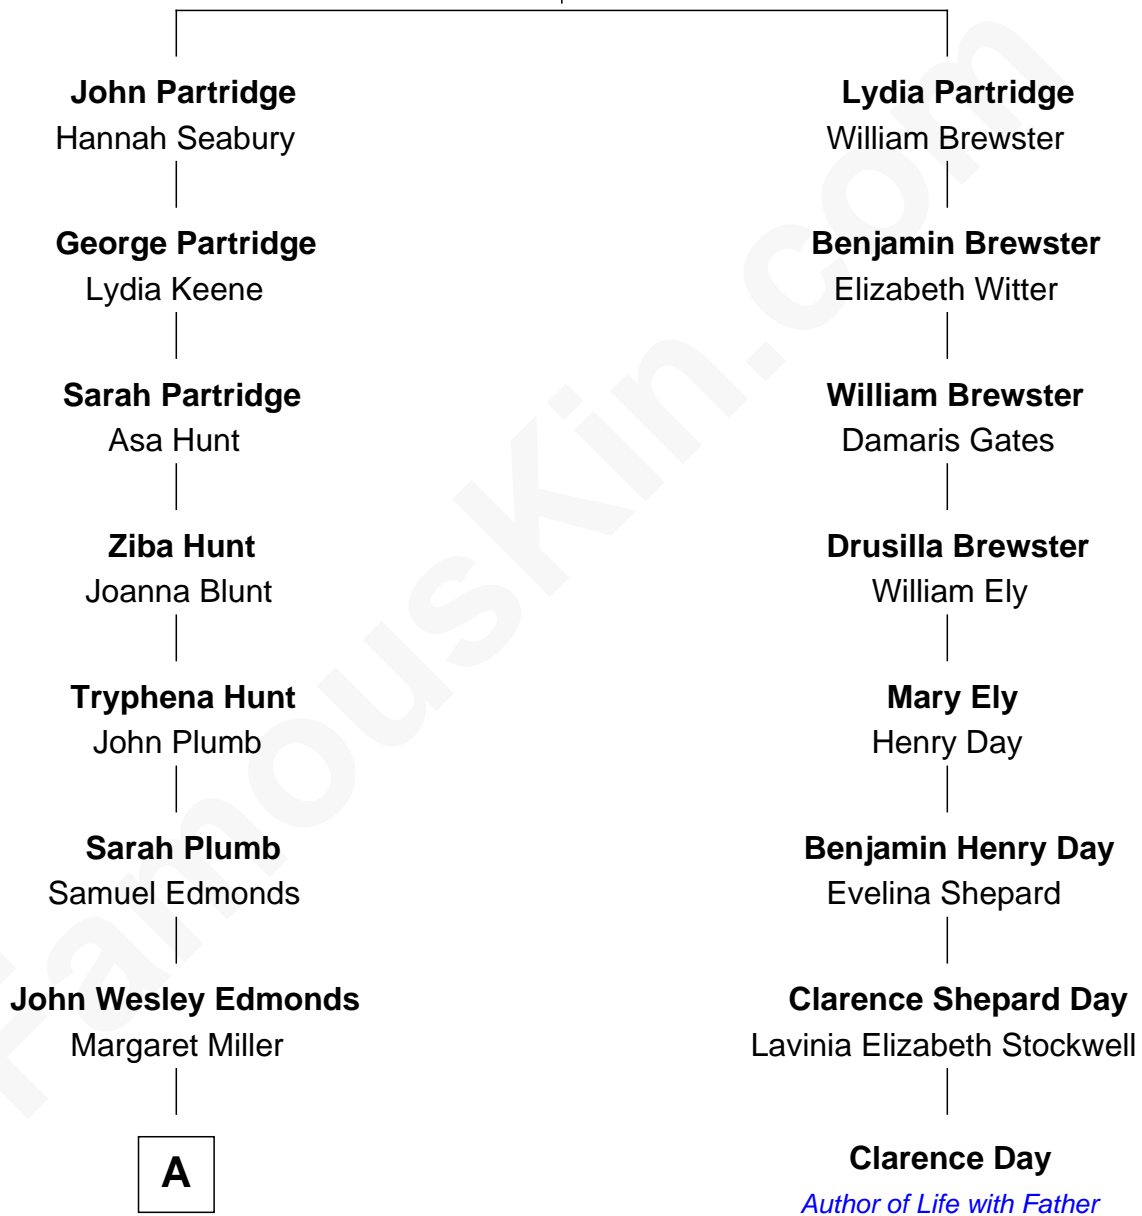 John Partridge
Hannah Seabury
George Partridge
Lydia Keene
Sarah Partridge
Asa Hunt
Ziba Hunt
Joanna Blunt
Tryphena Hunt
John Plumb
Sarah Plumb
Samuel Edmonds
John Wesley Edmonds
Margaret Miller
A
Lydia Partridge
William Brewster
Benjamin Brewster
Elizabeth Witter
William Brewster
Damaris Gates
Drusilla Brewster
William Ely
Mary Ely
Henry Day
Benjamin Henry Day
Evelina Shepard
Clarence Shepard Day
Lavinia Elizabeth Stockwell
Clarence Day
Author of Life with Father
FamousKin.com